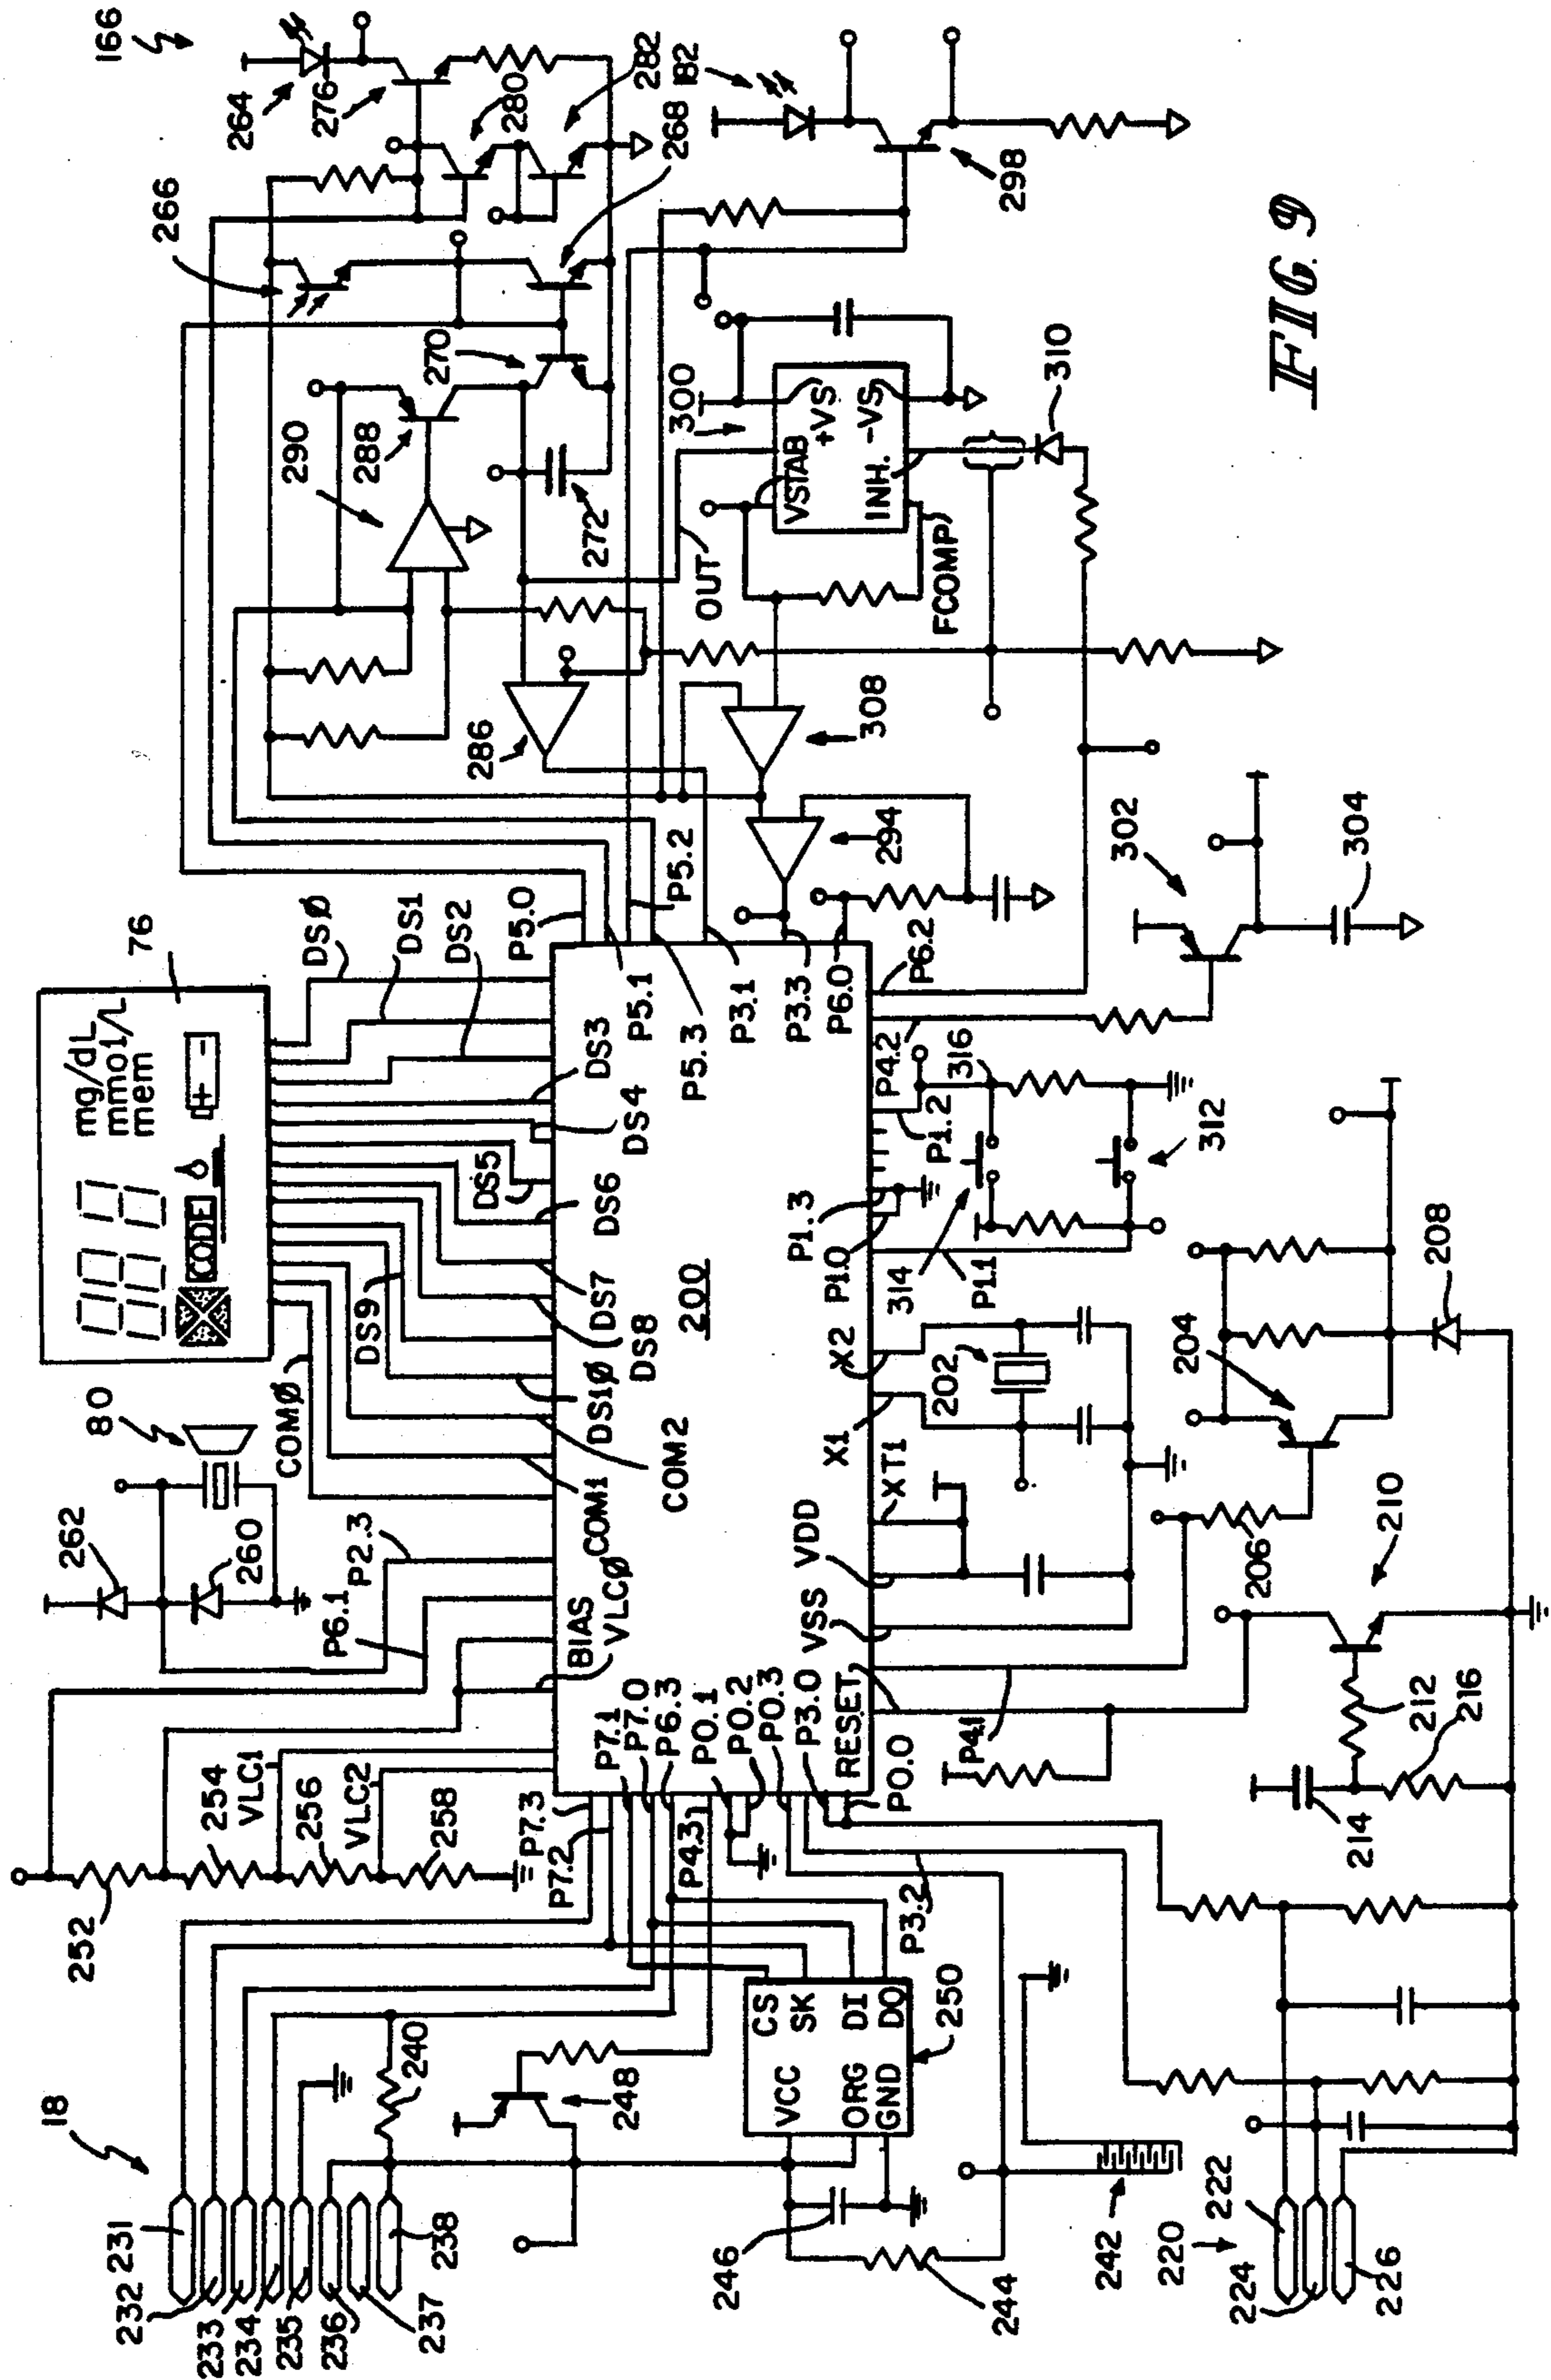 166
264
276
280
282
182
266
268
298
270
290
288
272
300
VSTAB
+VS
INH.
-VS
OUT
FCOMP
310
286
308
294
302
304
FIG. 9
76
mg/dL
mmol/L
mem
CODE
+ -
DSØ
DS1
DS2
DS3
DS4
DS5
DS6
DS7
DS8
DS9
DS1Ø
COMØ
COM1
COM2
80
262
260
P2.3
P6.1
BIAS
VLCØ
200
P5.0
P5.1
P5.2
P5.3
P3.1
P3.3
P6.0
P6.2
P4.2
316
P1.2
P1.3
P1.0
P1.1
314
312
X2
X1
202
XT1
VDD
VSS
RESET
P7.1
P7.0
P6.3
P0.1
P0.2
P0.3
P3.0
P0.0
P4.1
204
208
206
210
212
216
214
252
254
VLC1
256
VLC2
258
P7.3
P7.2
P4.3
P3.2
18
231
232
233
234
235
236
237
238
240
248
CS
SK
DI
DO
VCC
ORG
GND
250
246
244
242
220
222
224
226